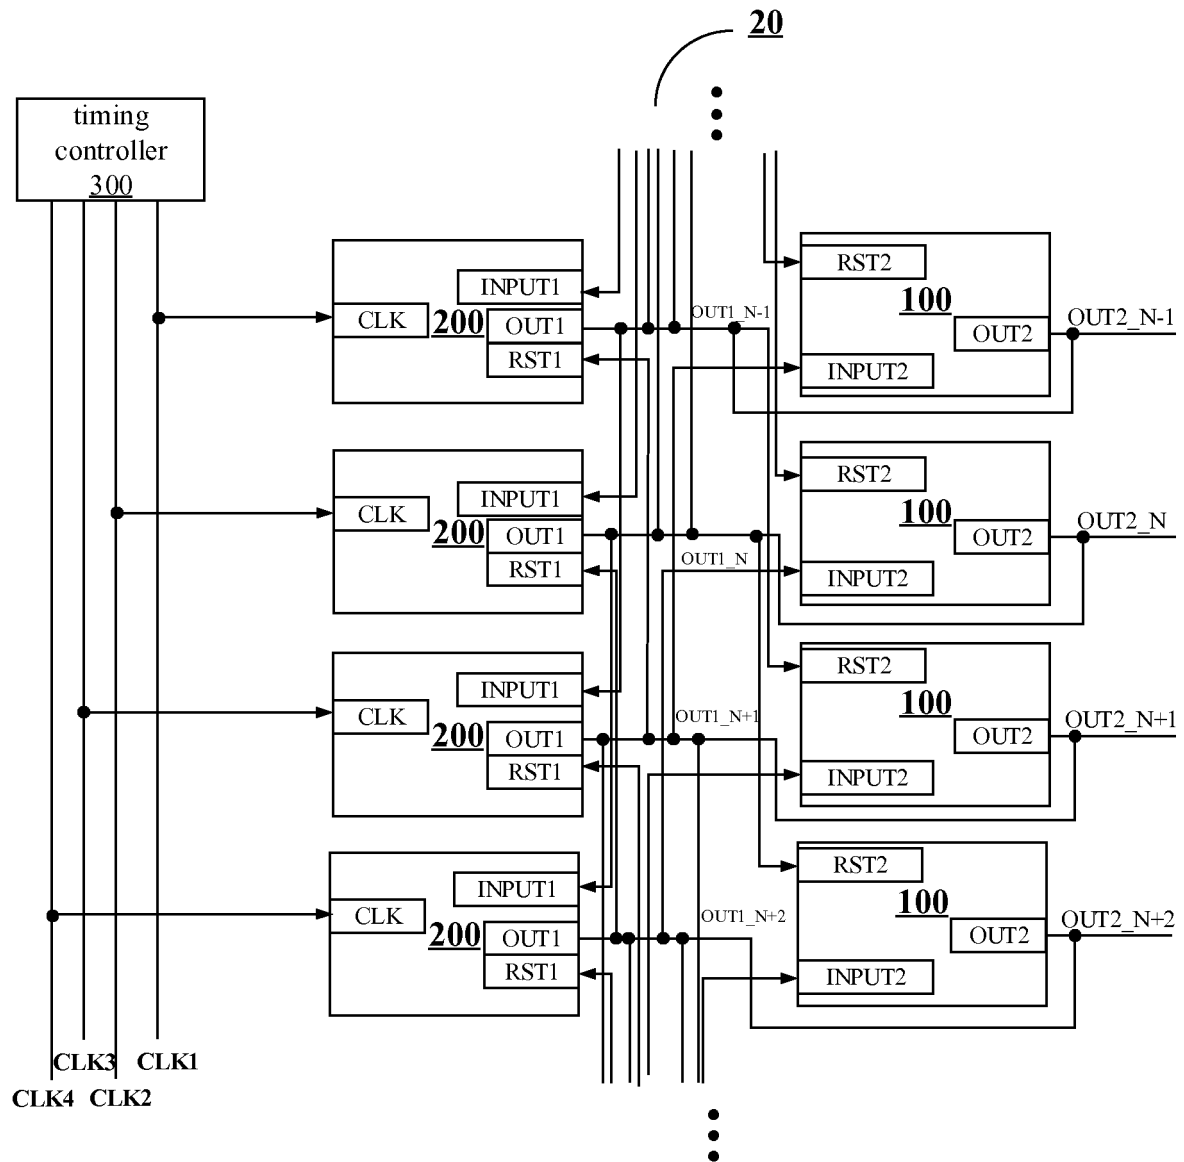 20
timing
controller
300
INPUT1
CLK
200
OUT1
RST1
OUT1_N-1
RST2
100
OUT2
INPUT2
OUT2_N-1
INPUT1
CLK
200
OUT1
RST1
OUT1_N
RST2
100
OUT2
INPUT2
OUT2_N
INPUT1
CLK
200
OUT1
RST1
OUT1_N+1
RST2
100
OUT2
INPUT2
OUT2_N+1
INPUT1
CLK
200
OUT1
RST1
OUT1_N+2
RST2
100
OUT2
INPUT2
OUT2_N+2
CLK3
CLK1
CLK4
CLK2